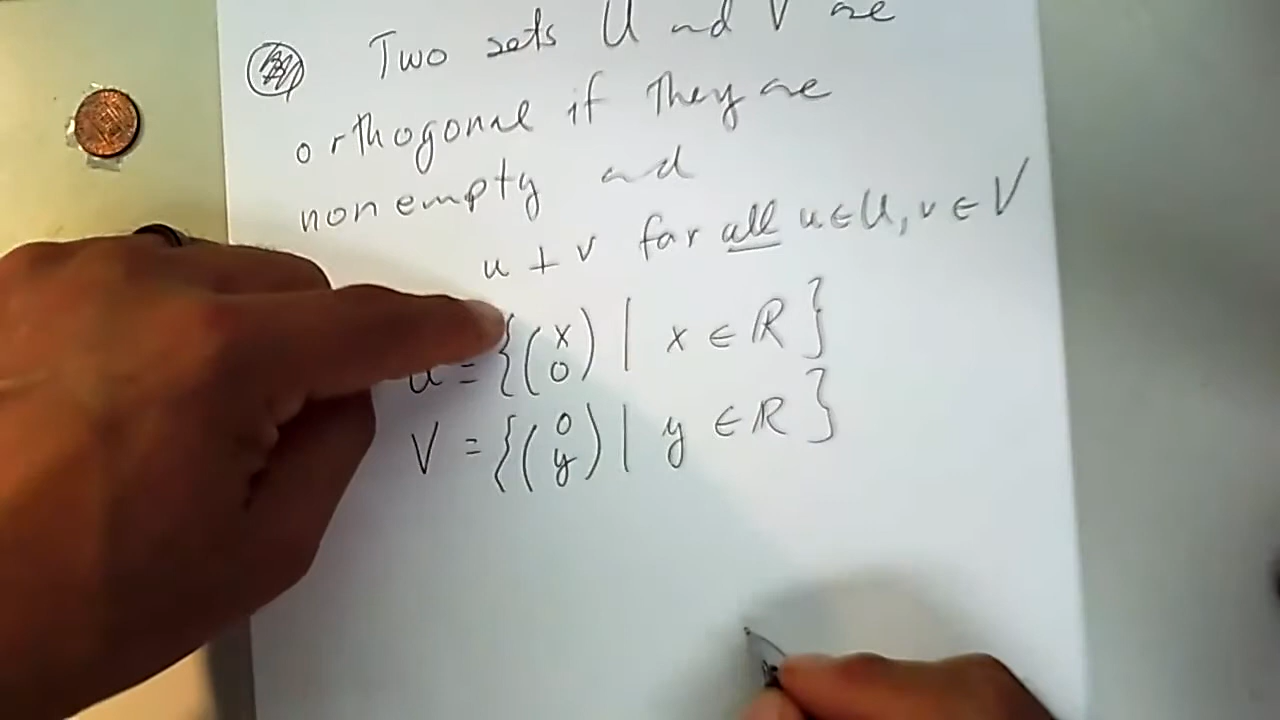 Two sets U and V are
orthogonal if they are
nonempty and
u ⊥ v for all u ∈ U, v ∈ V
U = {(x 0) | x ∈ ℝ}
V = {(0 y) | y ∈ ℝ}